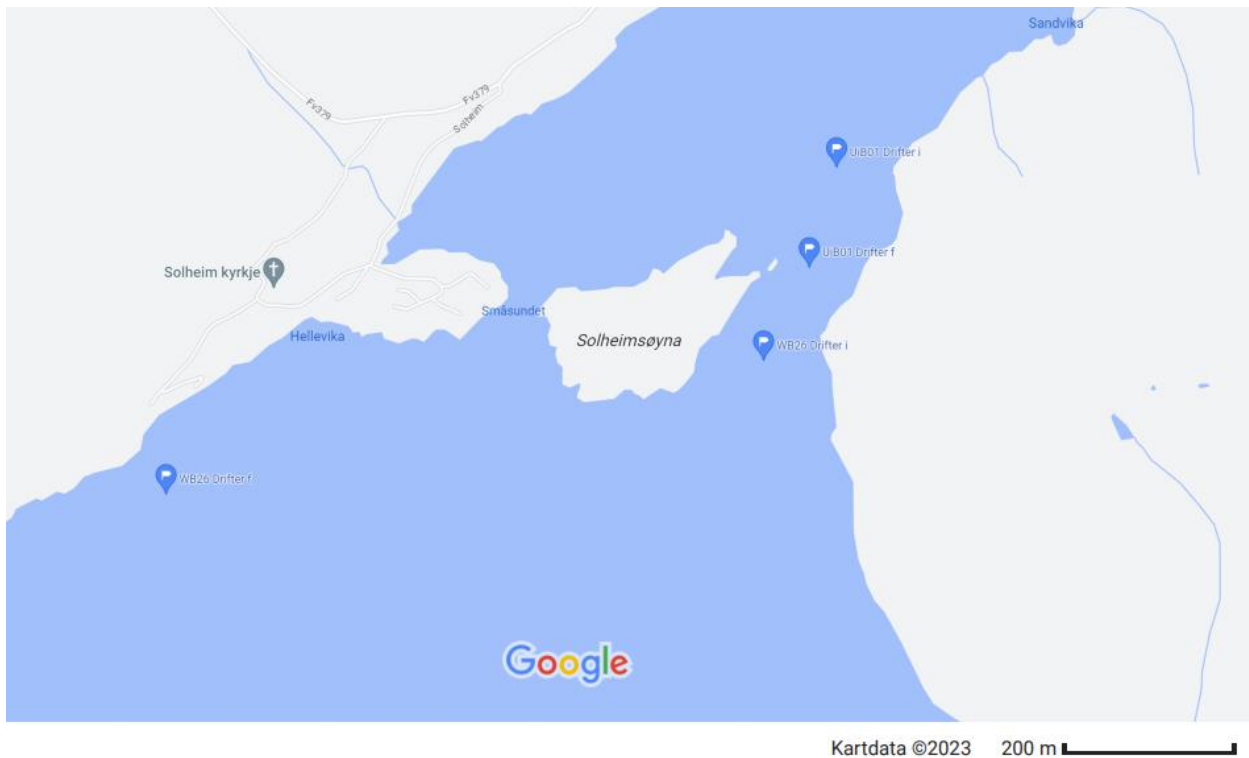 Sandvika
Fv379
Fv379
Solheim
UiB01 Drifter i
UiB01 Drifter f
Solheim kyrkje
Småsundet
Hellevika
Solheimsøyna
WB26 Drifter i
WB26 Drifter f
Google
Kartdata ©2023 200 m